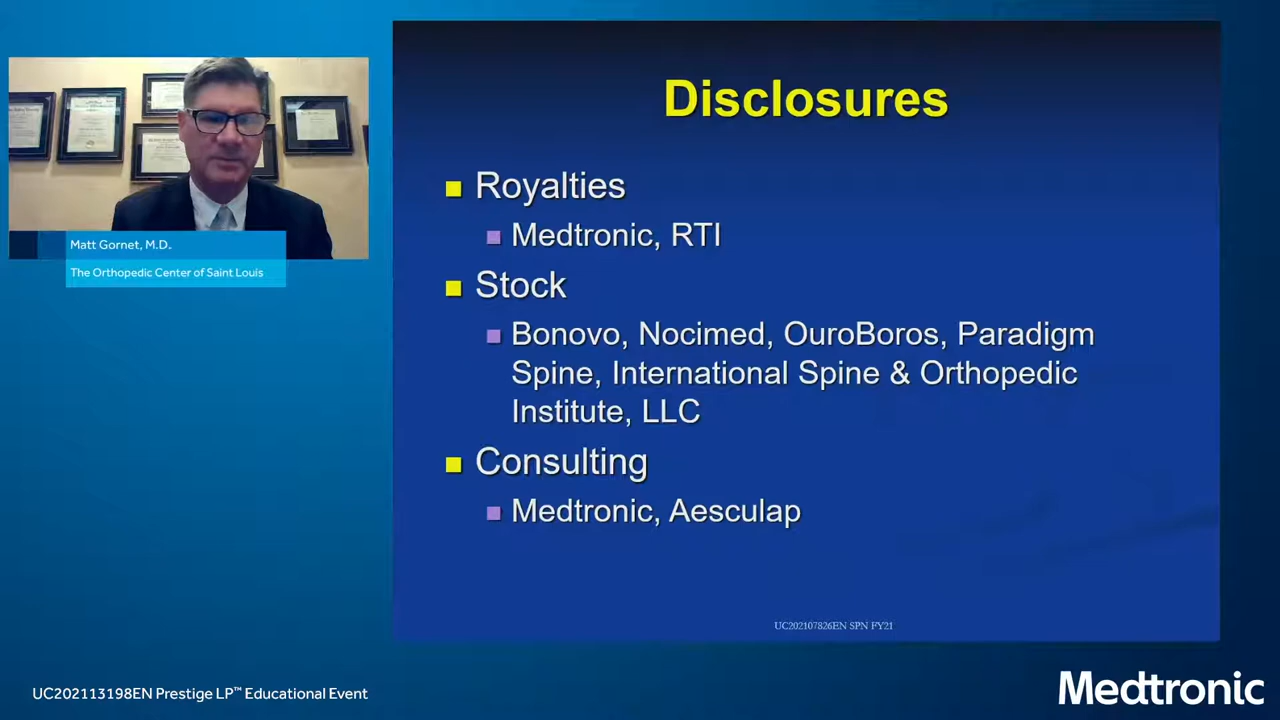 Disclosures
Royalties
Medtronic, RTI
Stock
Bonovo, Nocimed, OuroBoros, Paradigm
Spine, International Spine & Orthopedic
Institute, LLC
Consulting
Medtronic, Aesculap
UC202107826EN SPN FY21
Matt Gornet, M.D.
The Orthopedic Center of Saint Louis
UC202113198EN Prestige LP™ Educational Event
Medtronic